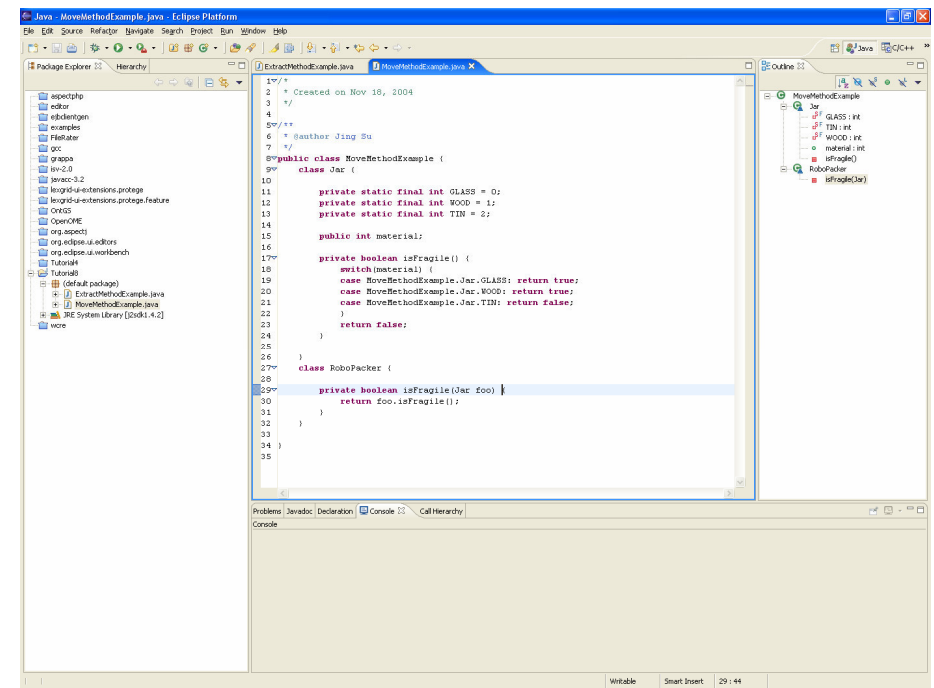 Java - MoveMethodExample.java - Eclipse Platform
File Edit Source Refactor Navigate Search Project Run Window Help
Java C/C++ »
Package Explorer Hierarchy
aspectphp
editor
ejbclientgen
examples
FileRater
gcc
grappa
isv-2.0
javacc-3.2
lexgrid-ui-extensions.protege
lexgrid-ui-extensions.protege.feature
OntGS
OpenOME
org.aspectj
org.eclipse.ui.editors
org.eclipse.ui.workbench
Tutorial4
Tutorial8
(default package)
ExtractMethodExample.java
MoveMethodExample.java
JRE System Library [j2sdk1.4.2]
wcre
ExtractMethodExample.java MoveMethodExample.java
1 /*
2 * Created on Nov 18, 2004
3 */
4
5 /**
6 * @author Jing Su
7 */
8 public class MoveMethodExample {
9 class Jar {
10
11 private static final int GLASS = 0;
12 private static final int WOOD = 1;
13 private static final int TIN = 2;
14
15 public int material;
16
17 private boolean isFragile() {
18 switch(material) {
19 case MoveMethodExample.Jar.GLASS: return true;
20 case MoveMethodExample.Jar.WOOD: return true;
21 case MoveMethodExample.Jar.TIN: return false;
22 }
23 return false;
24 }
25
26 }
27 class RoboPacker {
28
29 private boolean isFragile(Jar foo) {
30 return foo.isFragile();
31 }
32 }
33
34 }
35
Outline
MoveMethodExample
Jar
GLASS : int
TIN : int
WOOD : int
material : int
isFragile()
RoboPacker
isFragile(Jar)
Problems Javadoc Declaration Console Call Hierarchy
Console
Writable Smart Insert 29 : 44